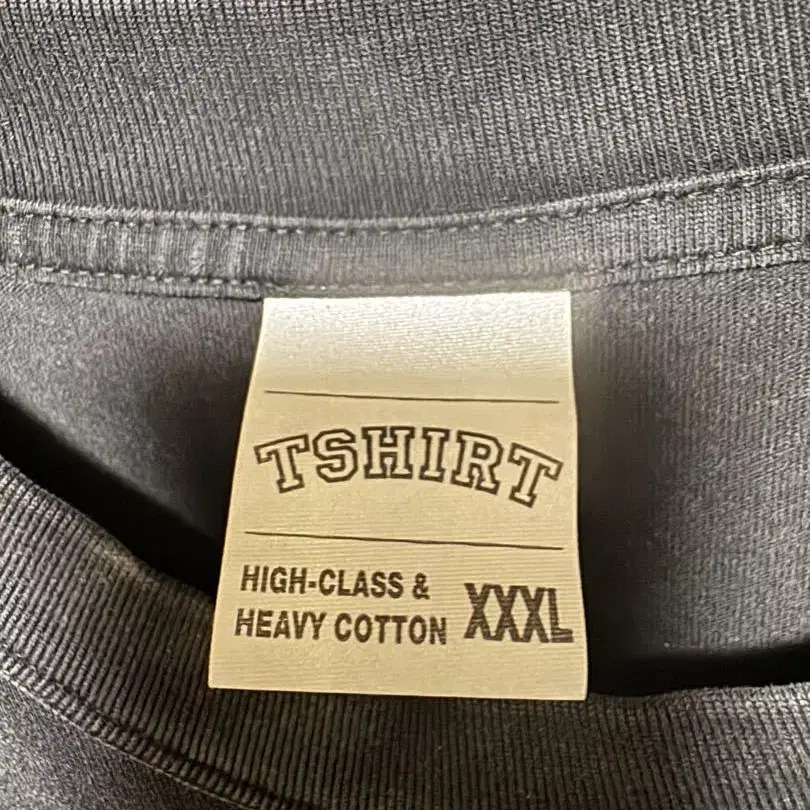 TSHIRT
HIGH-CLASS &
HEAVY COTTON
XXXL